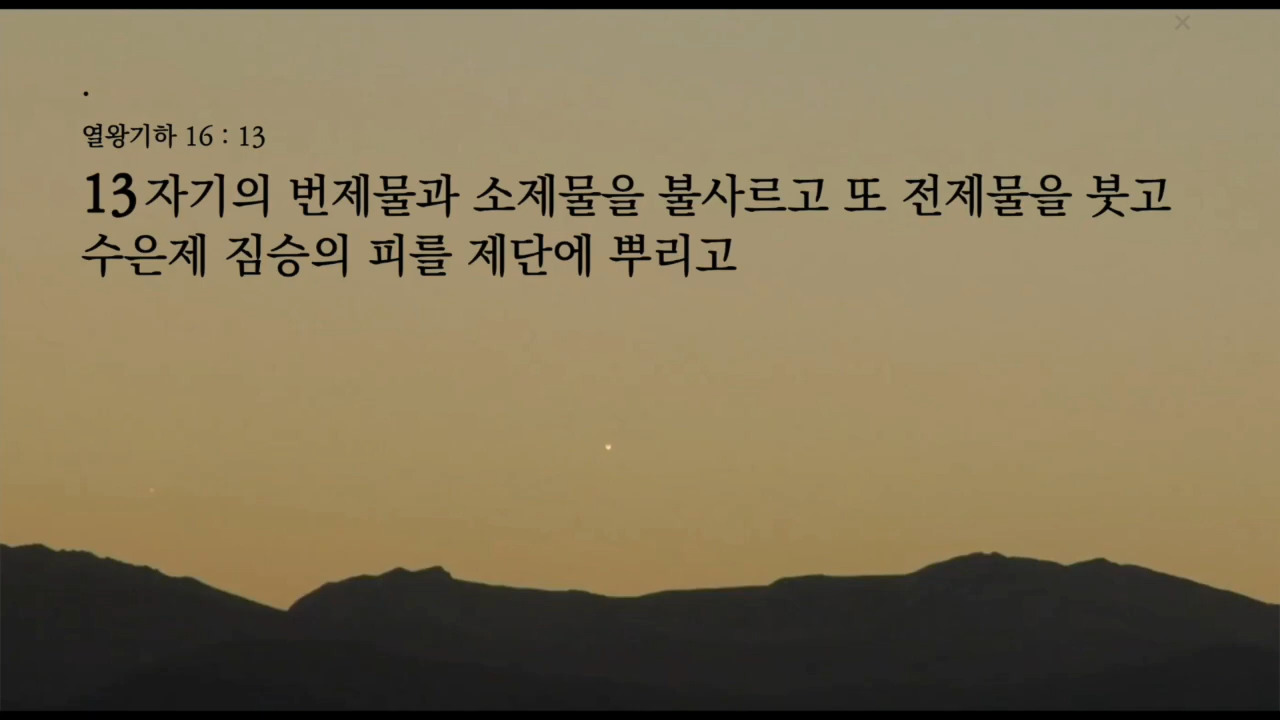 .
열왕기하 16 : 13
13 자기의 번제물과 소제물을 불사르고 또 전제물을 붓고
수은제 짐승의 피를 제단에 뿌리고